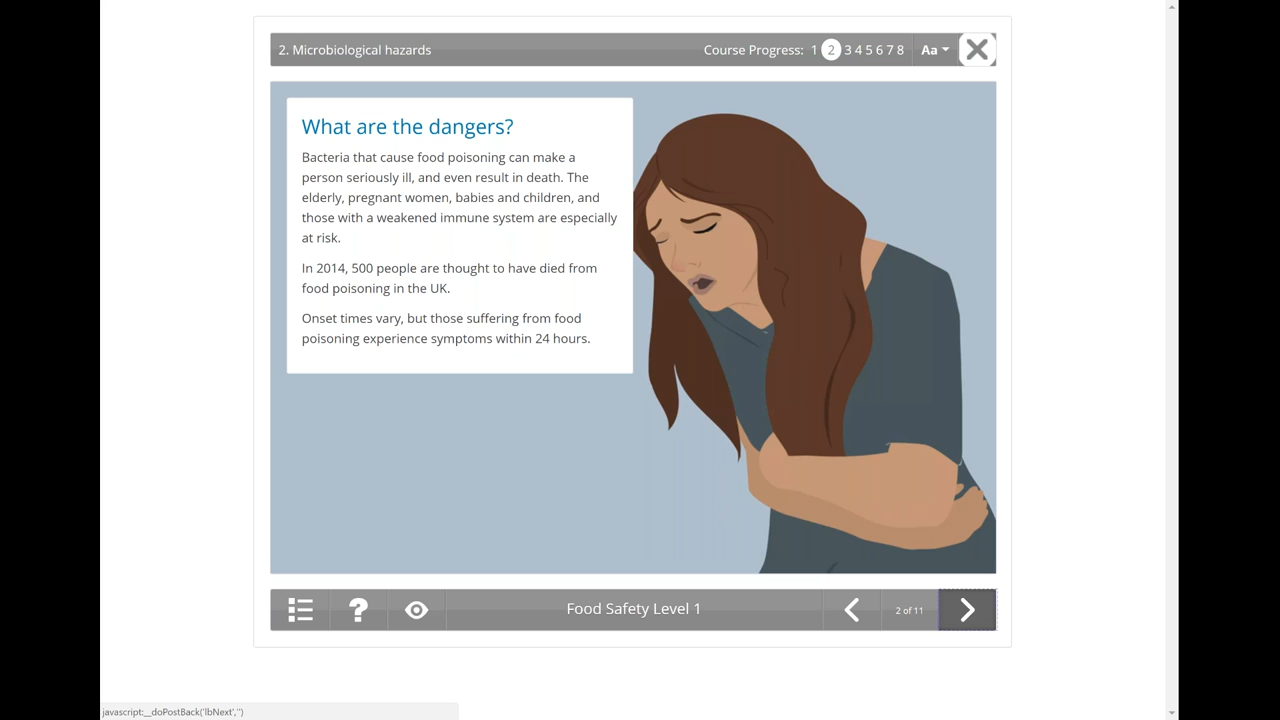 2. Microbiological hazards
Course Progress: 1 2 3 4 5 6 7 8
Aa
What are the dangers?
Bacteria that cause food poisoning can make a
person seriously ill, and even result in death. The
elderly, pregnant women, babies and children, and
those with a weakened immune system are especially
at risk.
In 2014, 500 people are thought to have died from
food poisoning in the UK.
Onset times vary, but those suffering from food
poisoning experience symptoms within 24 hours.
?
Food Safety Level 1
2 of 11
javascript:__doPostBack('lbNext','')